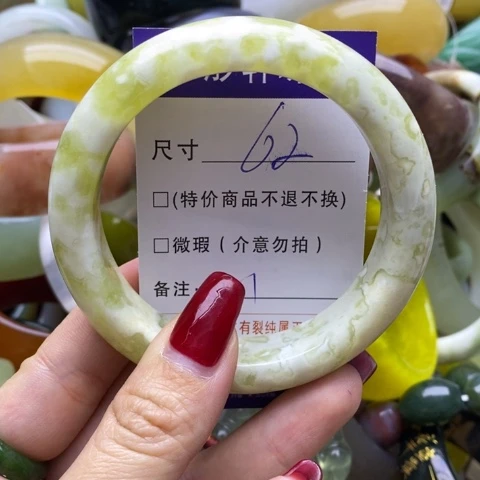 尺寸 62
□(特价商品不退不换)
□微瑕(介意勿拍)
备注:
有裂纯属正